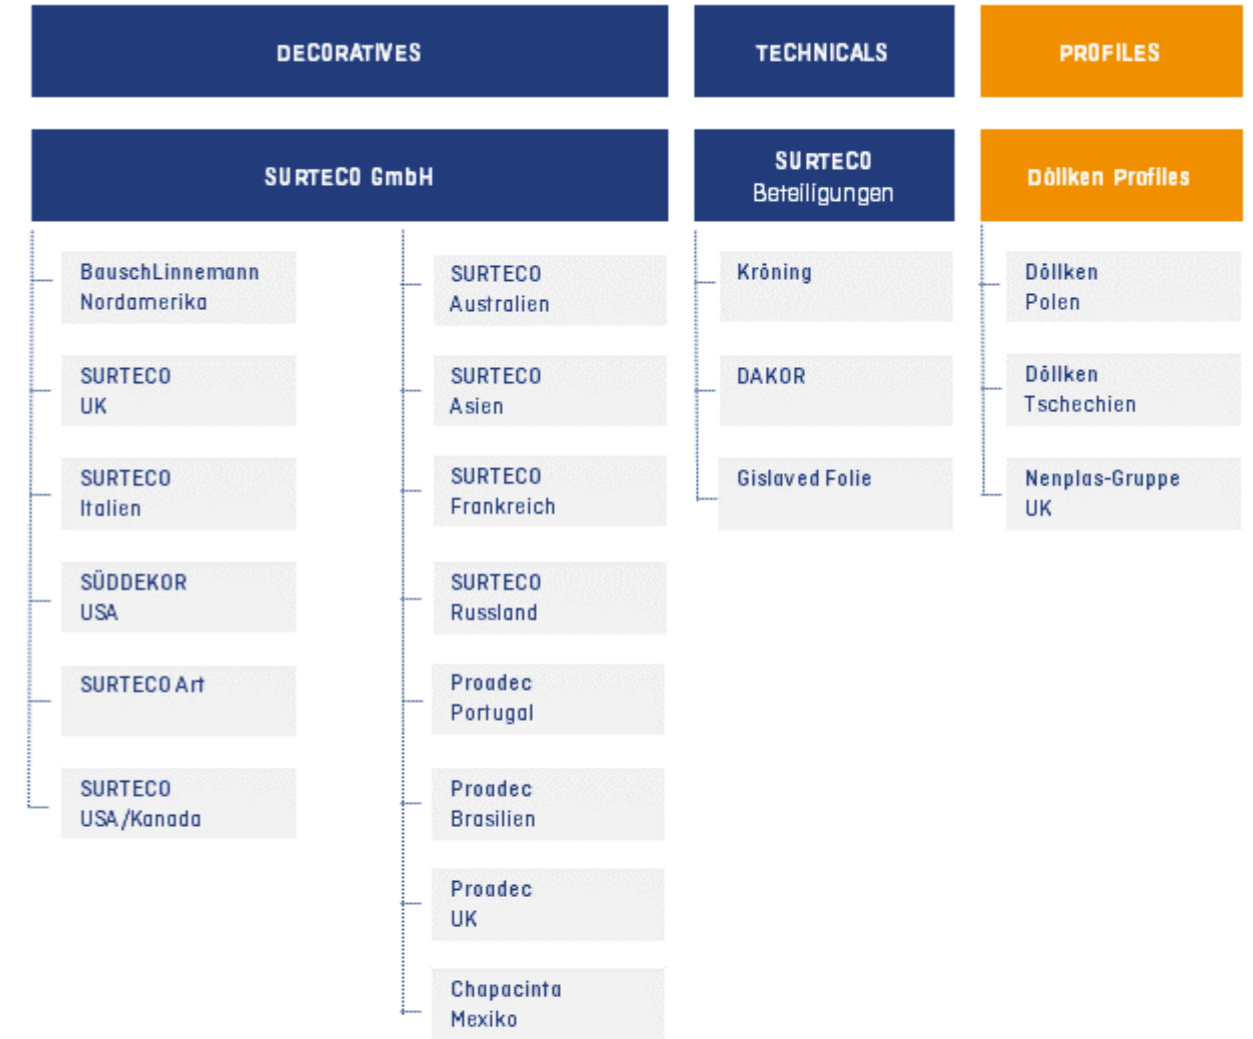 DECORATIVES
TECHNICALS
PROFILES
SURTECO GmbH
SURTECO
Beteiligungen
Döllken Profiles
BauschLinnemann
Nordamerika
SURTECO
UK
SURTECO
Italien
SÜDDEKOR
USA
SURTECO Art
SURTECO
USA/Kanada
SURTECO
Australien
SURTECO
Asien
SURTECO
Frankreich
SURTECO
Russland
Proadec
Portugal
Proadec
Brasilien
Proadec
UK
Chapacinta
Mexiko
Kröning
DAKOR
Gislaved Folie
Döllken
Polen
Döllken
Tschechien
Nenplas-Gruppe
UK